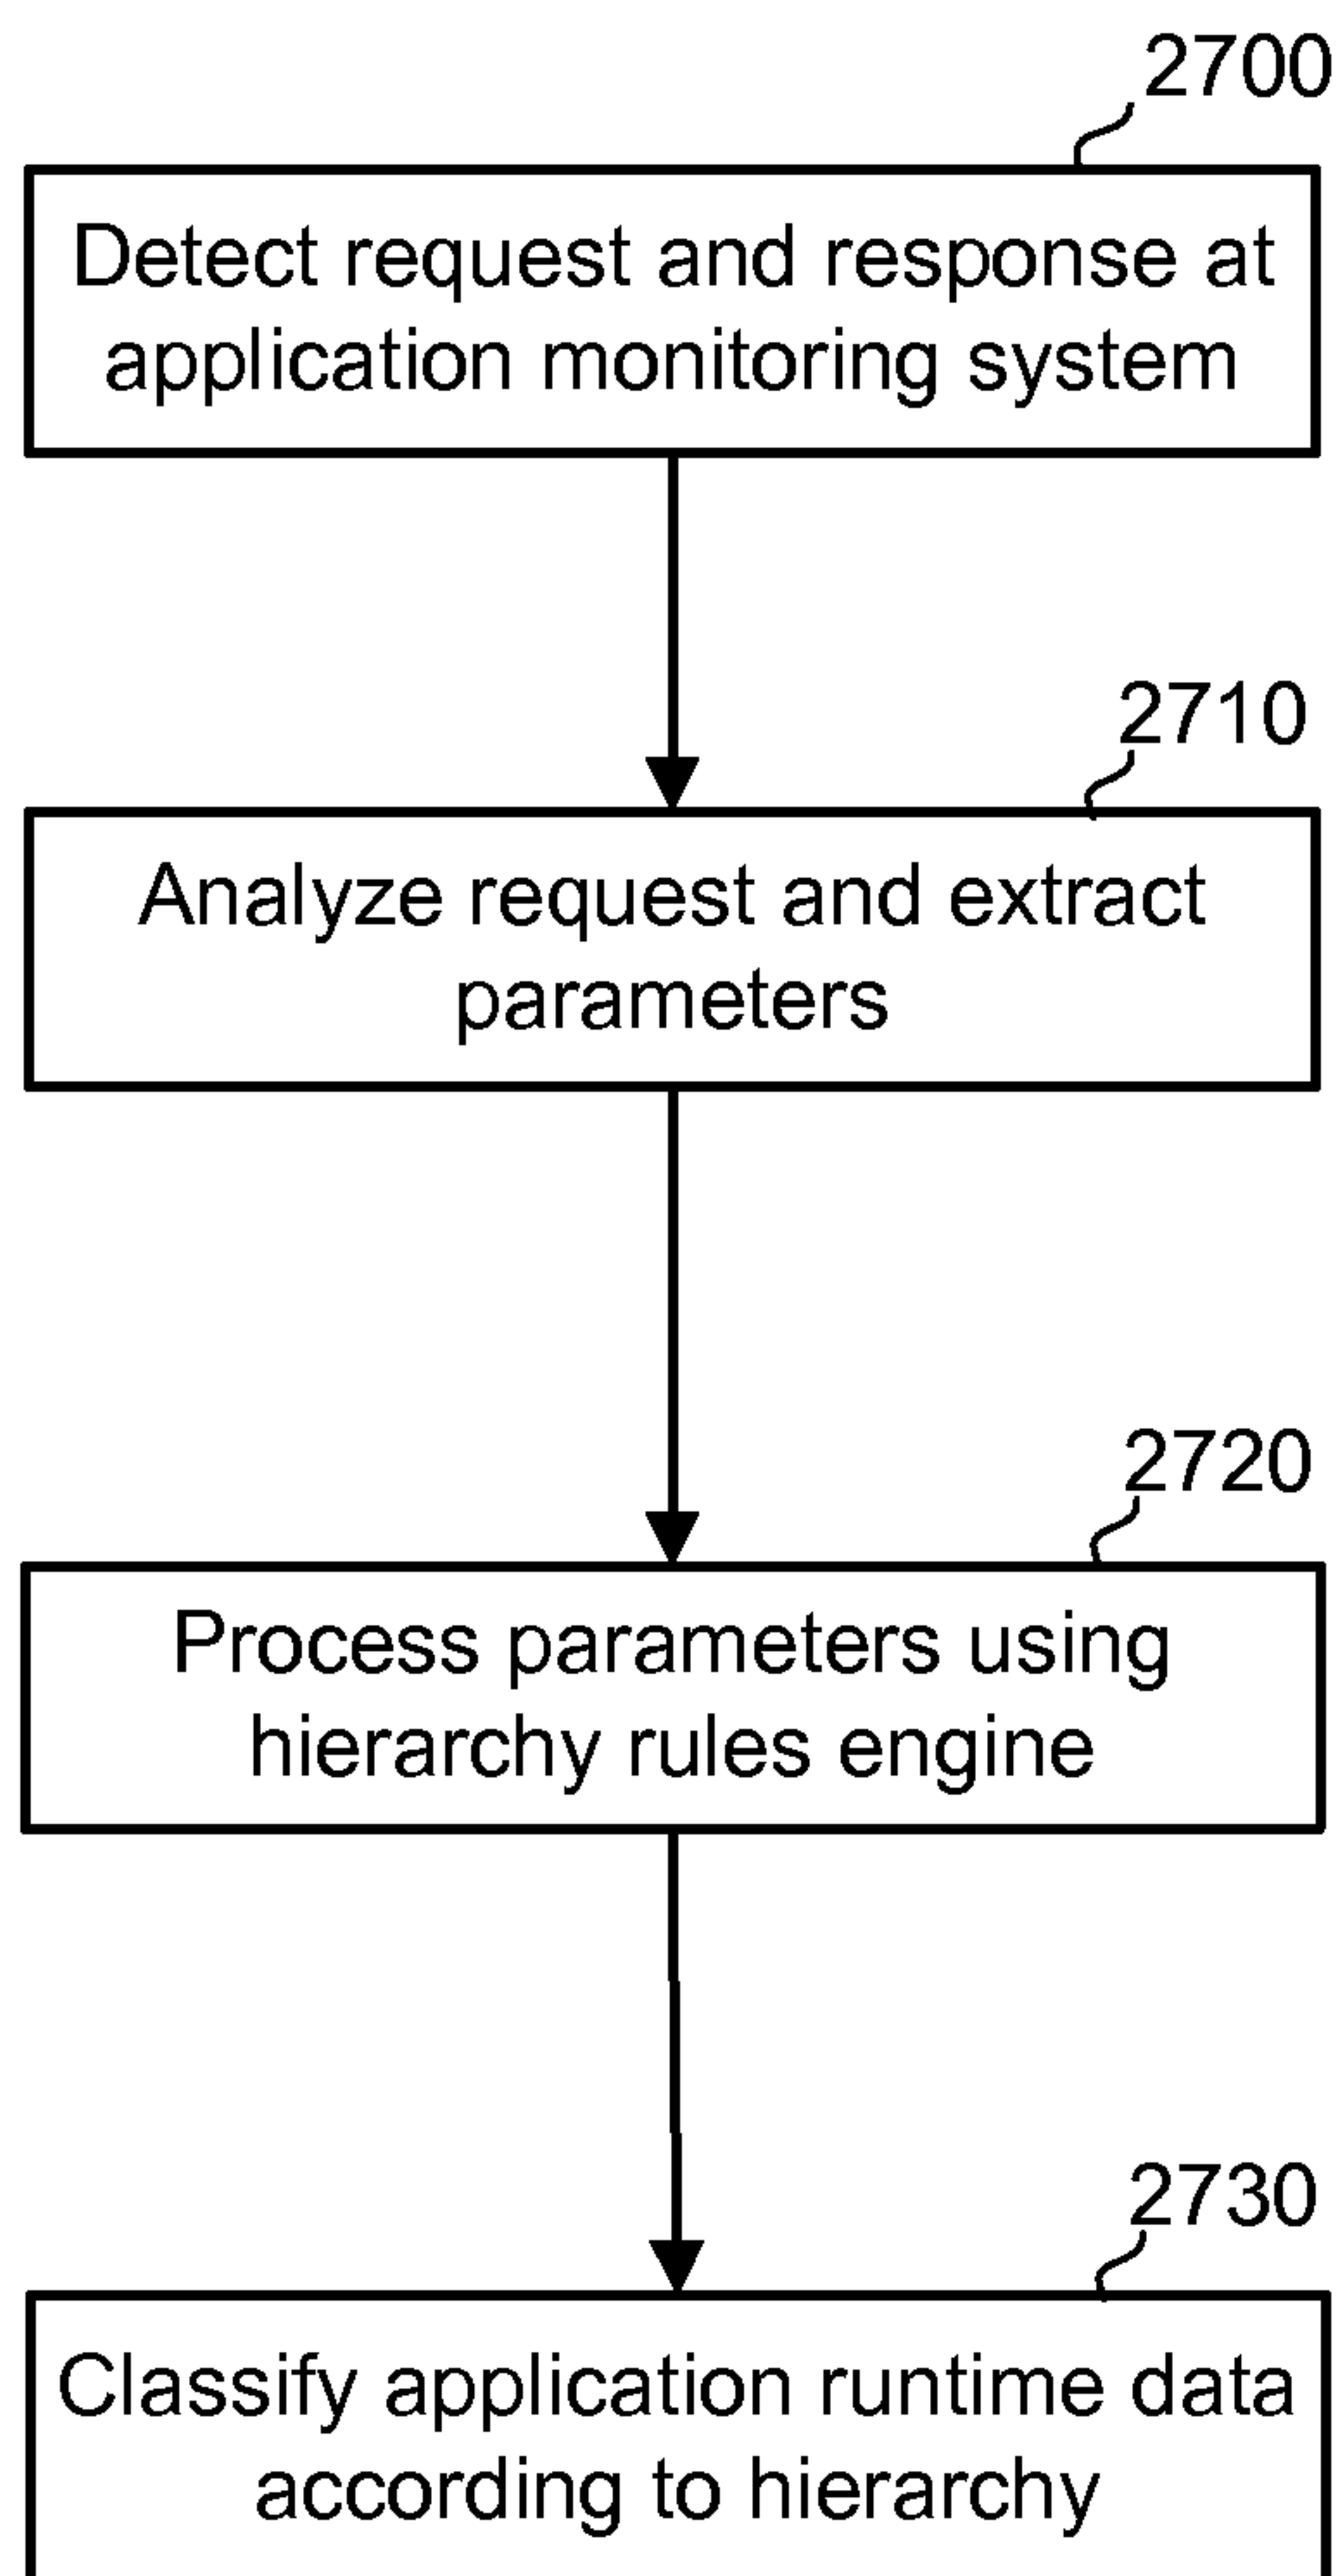 2700
Detect request and response at
application monitoring system
2710
Analyze request and extract
parameters
2720
Process parameters using
hierarchy rules engine
2730
Classify application runtime data
according to hierarchy